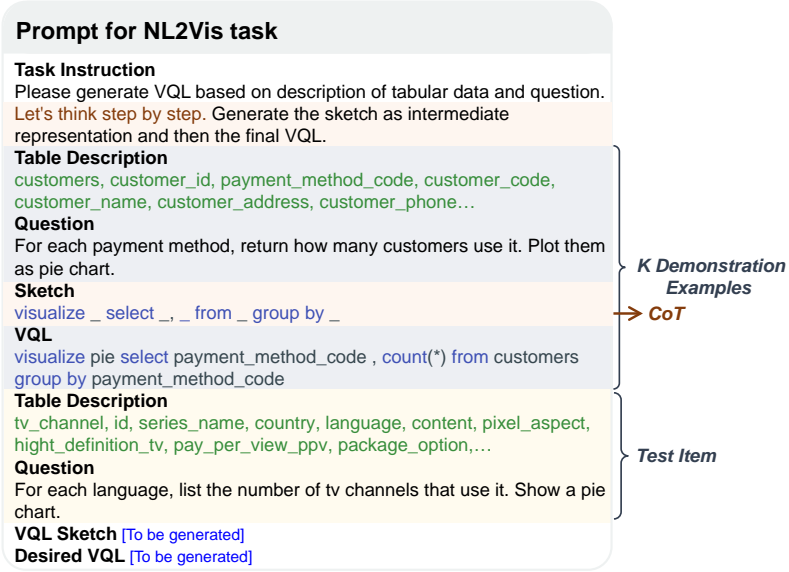 Prompt for NL2Vis task
Task Instruction
Please generate VQL based on description of tabular data and question.
Let's think step by step. Generate the sketch as intermediate
representation and then the final VQL.
Table Description
customers, customer_id, payment_method_code, customer_code,
customer_name, customer_address, customer_phone…
Question
For each payment method, return how many customers use it. Plot them
as pie chart.
Sketch
visualize _ select _, _ from _ group by _
VQL
visualize pie select payment_method_code , count(*) from customers
group by payment_method_code
K Demonstration
Examples
CoT
Table Description
tv_channel, id, series_name, country, language, content, pixel_aspect,
hight_definition_tv, pay_per_view_ppv, package_option,…
Question
For each language, list the number of tv channels that use it. Show a pie
chart.
Test Item
VQL Sketch [To be generated]
Desired VQL [To be generated]